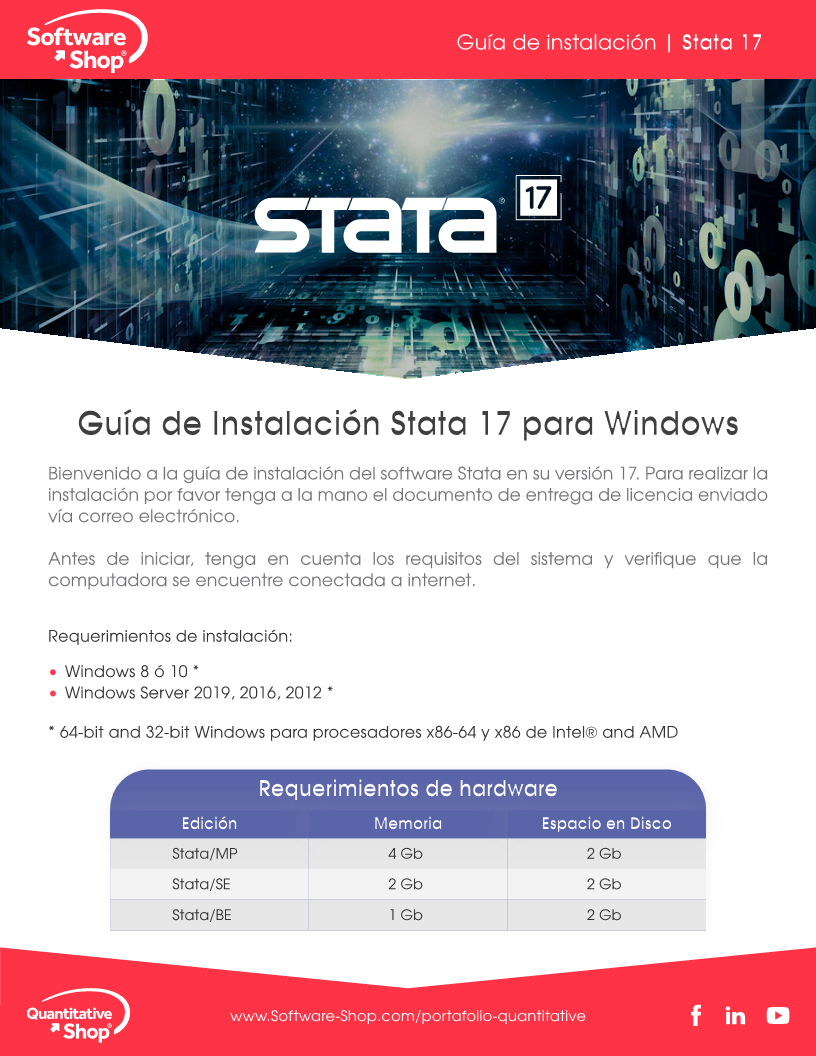 Software
Shop®
Guía de instalación | Stata 17
STATA® 17
Guía de Instalación Stata 17 para Windows
Bienvenido a la guía de instalación del software Stata en su versión 17. Para realizar la
instalación por favor tenga a la mano el documento de entrega de licencia enviado
vía correo electrónico.
Antes de iniciar, tenga en cuenta los requisitos del sistema y verifique que la
computadora se encuentre conectada a internet.
Requerimientos de instalación:
• Windows 8 ó 10 *
• Windows Server 2019, 2016, 2012 *
* 64-bit and 32-bit Windows para procesadores x86-64 y x86 de Intel® and AMD
Requerimientos de hardware
Edición Memoria Espacio en Disco
Stata/MP 4 Gb 2 Gb
Stata/SE 2 Gb 2 Gb
Stata/BE 1 Gb 2 Gb
Quantitative
Shop®
www.Software-Shop.com/portafolio-quantitative